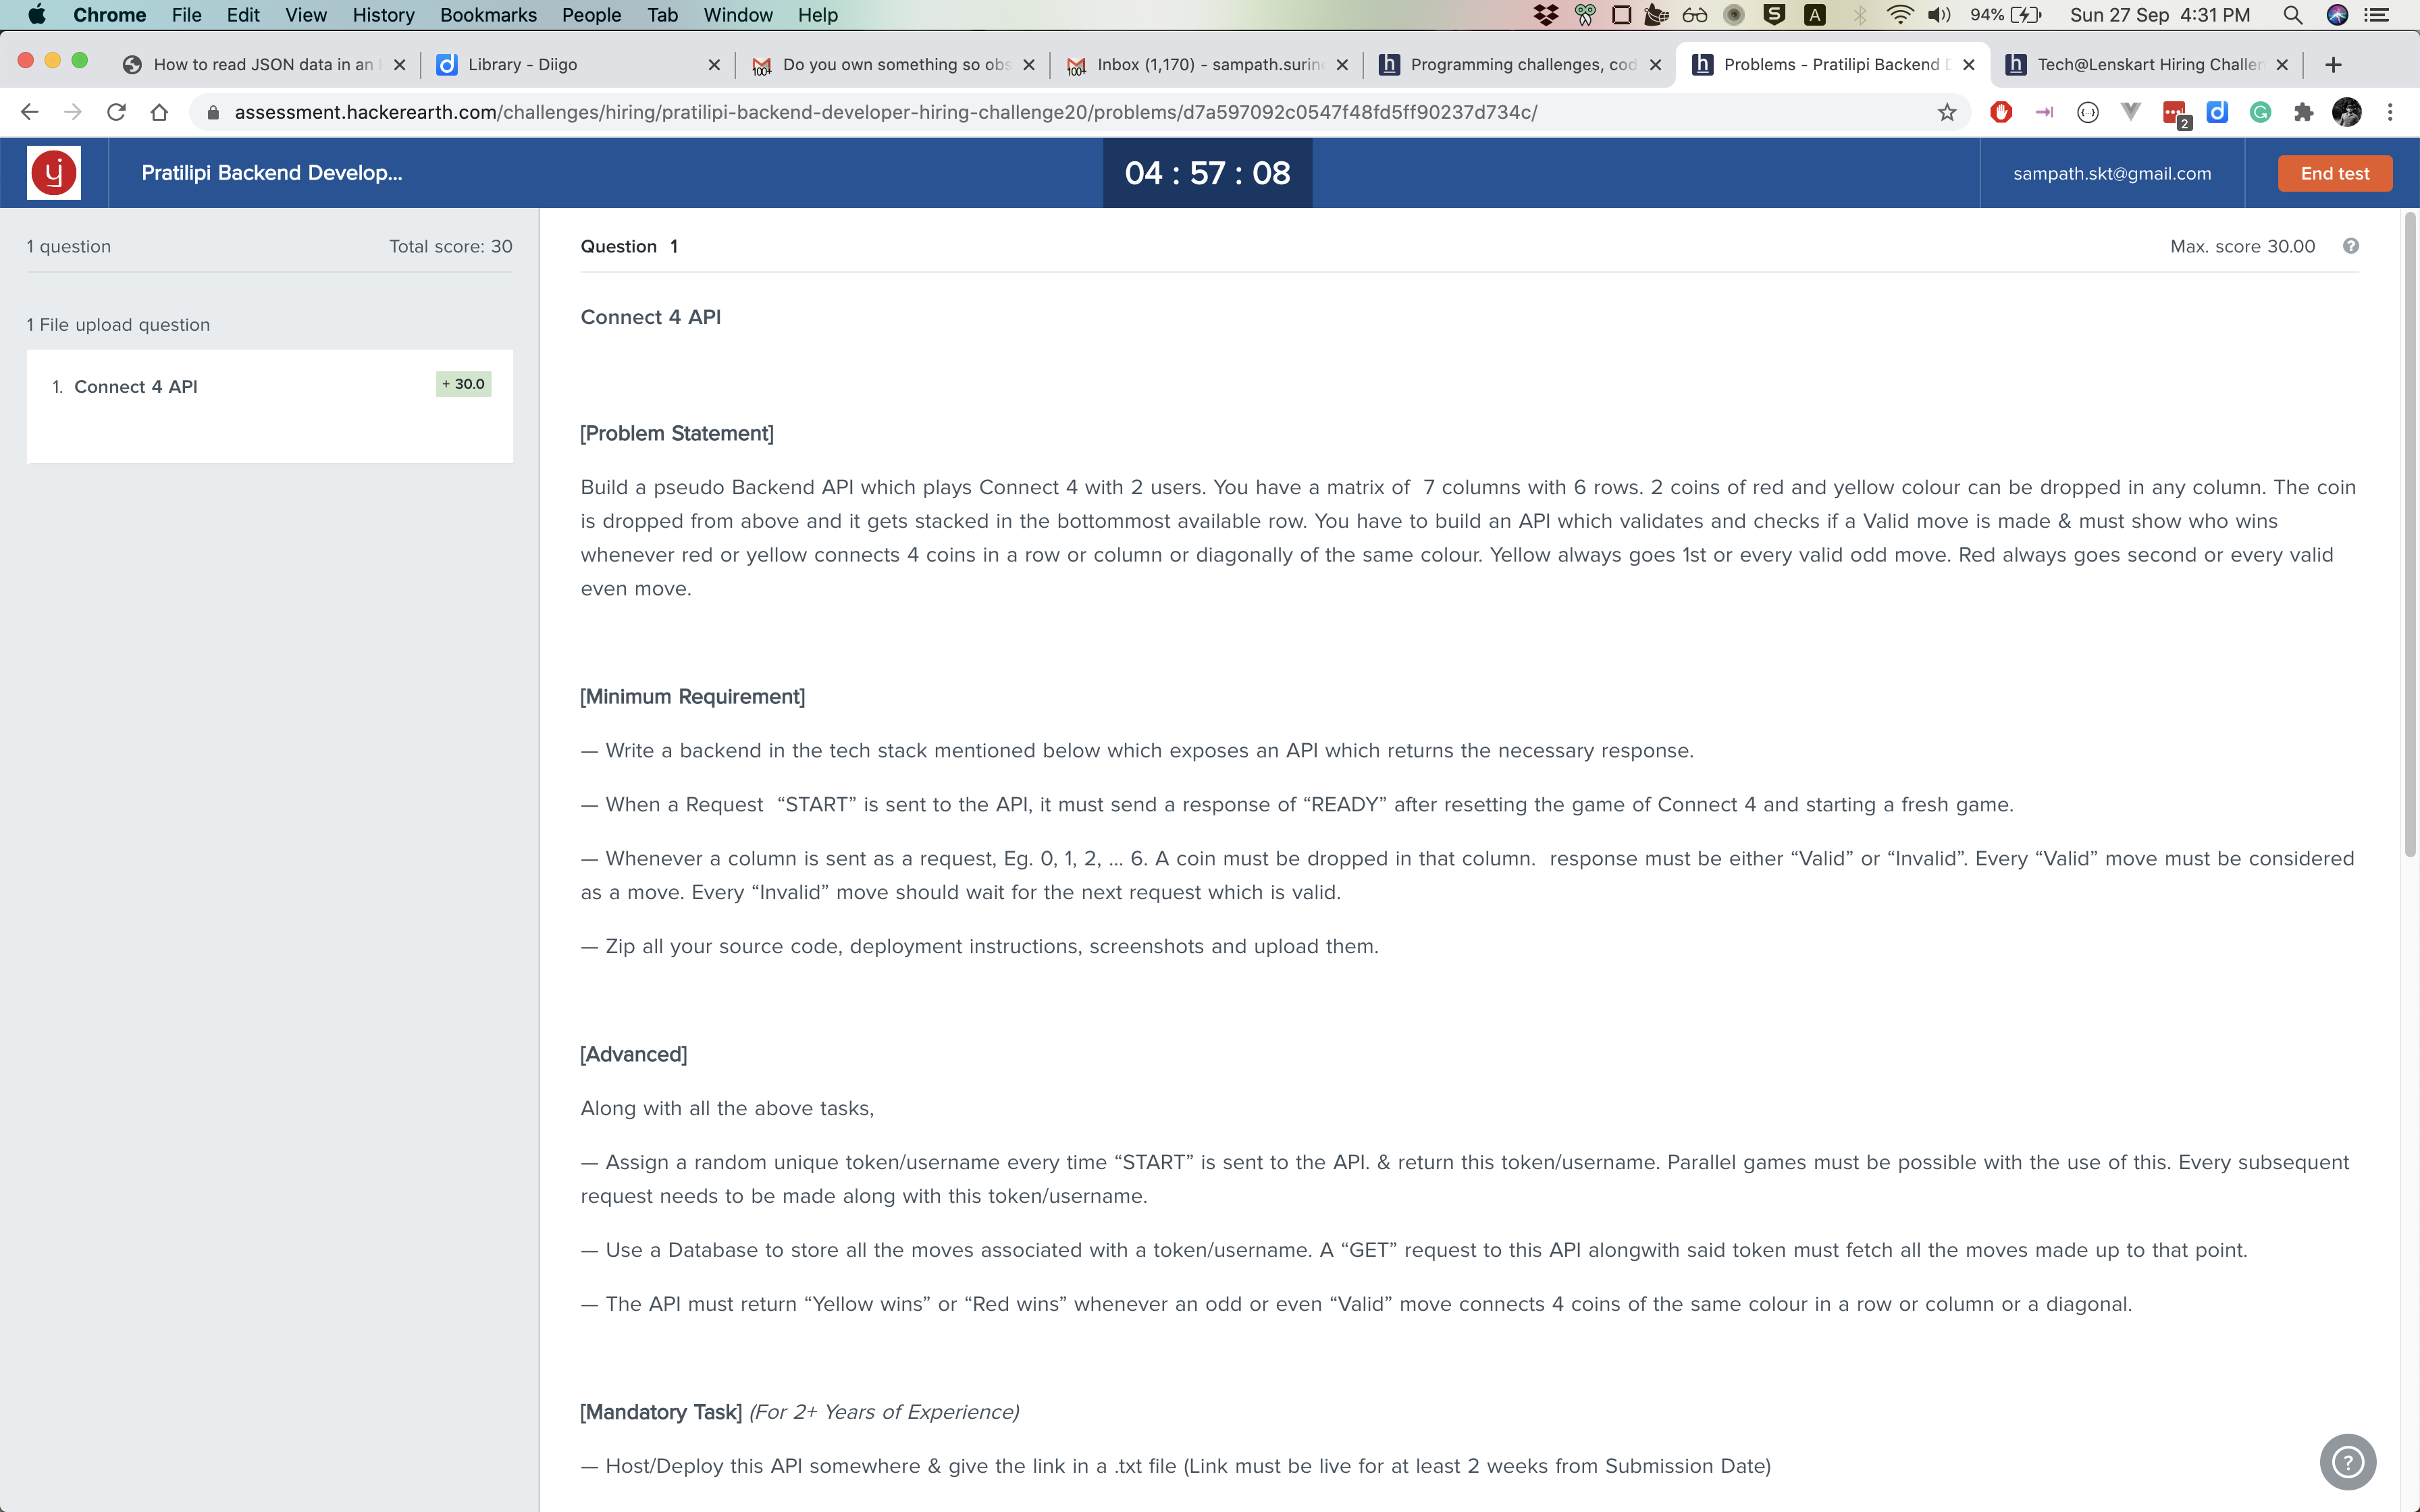 Chrome File Edit View History Bookmarks People Tab Window Help
S A 94% Sun 27 Sep 4:31 PM
How to read JSON data in an
d Library - Diigo
100+ Do you own something so obs
100+ Inbox (1,170) - sampath.surin
h Programming challenges, cod
h Problems - Pratilipi Backend D
h Tech@Lenskart Hiring Challen
assessment.hackerearth.com/challenges/hiring/pratilipi-backend-developer-hiring-challenge20/problems/d7a597092c0547f48fd5ff90237d734c/
2 d G
Pratilipi Backend Develop...
04 : 57 : 08
sampath.skt@gmail.com
End test
1 question
Total score: 30
1 File upload question
1. Connect 4 API
+ 30.0
Question 1
Max. score 30.00
?
Connect 4 API
[Problem Statement]
Build a pseudo Backend API which plays Connect 4 with 2 users. You have a matrix of 7 columns with 6 rows. 2 coins of red and yellow colour can be dropped in any column. The coin
is dropped from above and it gets stacked in the bottommost available row. You have to build an API which validates and checks if a Valid move is made & must show who wins
whenever red or yellow connects 4 coins in a row or column or diagonally of the same colour. Yellow always goes 1st or every valid odd move. Red always goes second or every valid
even move.
[Minimum Requirement]
— Write a backend in the tech stack mentioned below which exposes an API which returns the necessary response.
— When a Request “START” is sent to the API, it must send a response of “READY” after resetting the game of Connect 4 and starting a fresh game.
— Whenever a column is sent as a request, Eg. 0, 1, 2, ... 6. A coin must be dropped in that column. response must be either “Valid” or “Invalid”. Every “Valid” move must be considered
as a move. Every “Invalid” move should wait for the next request which is valid.
— Zip all your source code, deployment instructions, screenshots and upload them.
[Advanced]
Along with all the above tasks,
— Assign a random unique token/username every time “START” is sent to the API. & return this token/username. Parallel games must be possible with the use of this. Every subsequent
request needs to be made along with this token/username.
— Use a Database to store all the moves associated with a token/username. A “GET” request to this API alongwith said token must fetch all the moves made up to that point.
— The API must return “Yellow wins” or “Red wins” whenever an odd or even “Valid” move connects 4 coins of the same colour in a row or column or a diagonal.
[Mandatory Task] (For 2+ Years of Experience)
— Host/Deploy this API somewhere & give the link in a .txt file (Link must be live for at least 2 weeks from Submission Date)
?